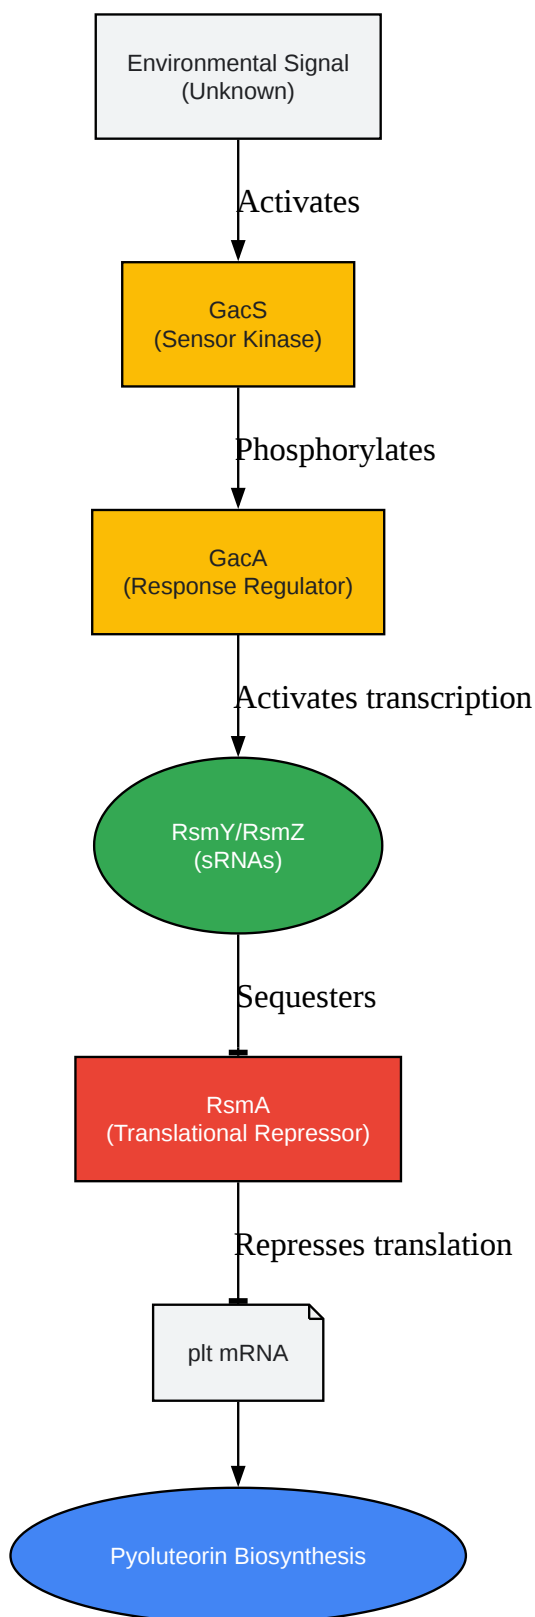 Environmental Signal
(Unknown)
Activates
GacS
(Sensor Kinase)
Phosphorylates
GacA
(Response Regulator)
Activates transcription
RsmY/RsmZ
(sRNAs)
Sequesters
RsmA
(Translational Repressor)
Represses translation
plt mRNA
Pyoluteorin Biosynthesis